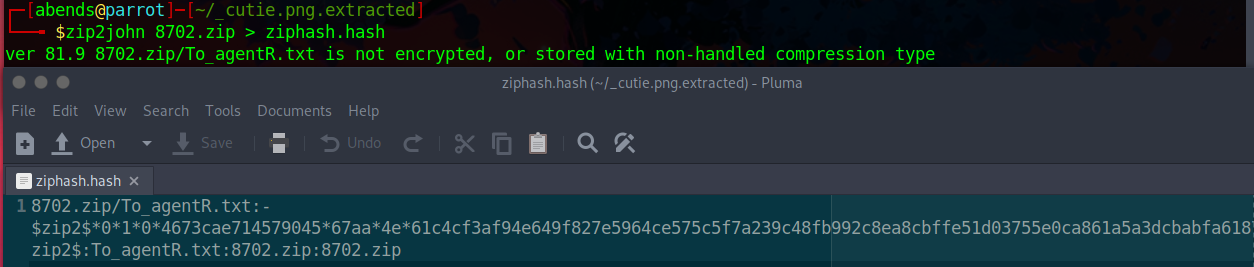 ┌─[abends@parrot]─[~/_cutie.png.extracted]
└──╼ $zip2john 8702.zip > ziphash.hash
ver 81.9 8702.zip/To_agentR.txt is not encrypted, or stored with non-handled compression type
ziphash.hash (~/_cutie.png.extracted) - Pluma
File Edit View Search Tools Documents Help
Open Save Undo
ziphash.hash ×
1 8702.zip/To_agentR.txt:-
$zip2$*0*1*0*4673cae714579045*67aa*4e*61c4cf3af94e649f827e5964ce575c5f7a239c48fb992c8ea8cbffe51d03755e0ca861a5a3dcbabfa618
zip2$:To_agentR.txt:8702.zip:8702.zip